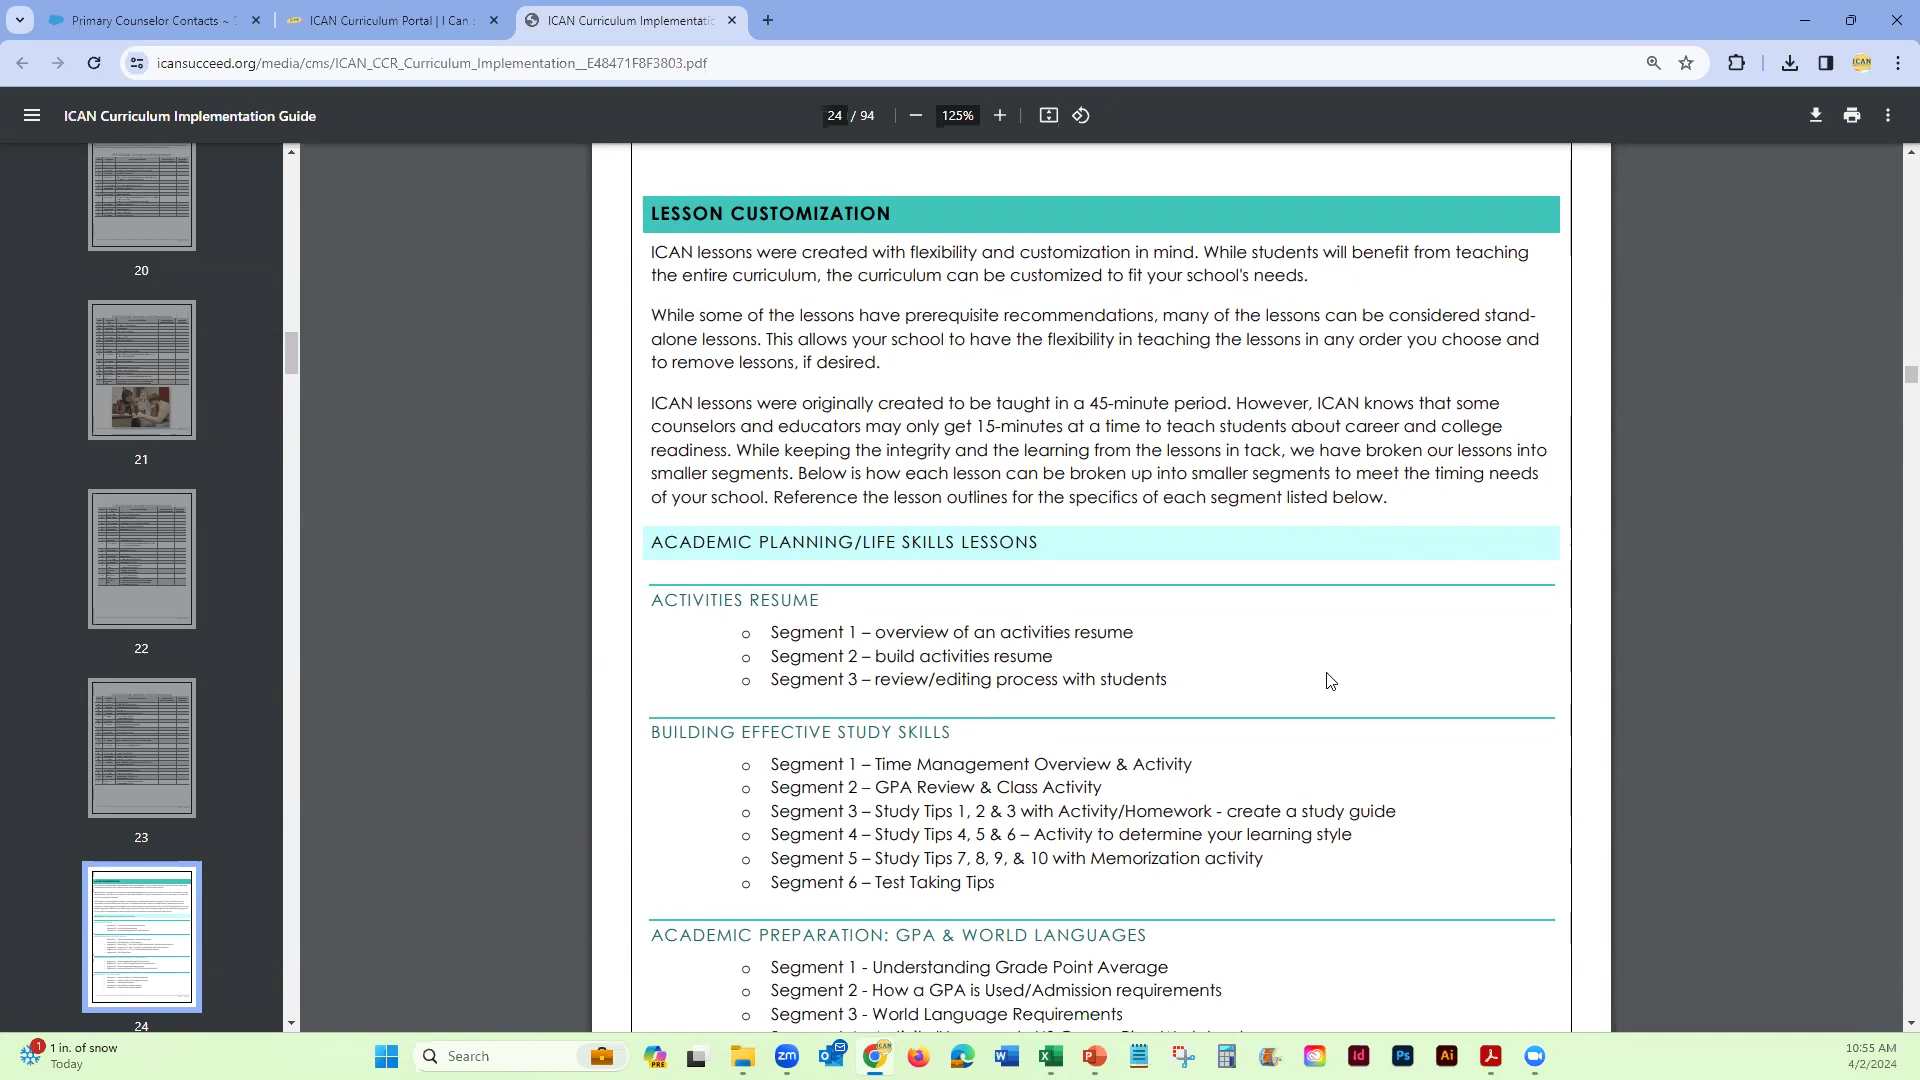 Primary Counselor Contacts ~
ICAN Curriculum Portal | I Can
ICAN Curriculum Implementati
icansucceed.org/media/cms/ICAN_CCR_Curriculum_Implementation__E48471F8F3803.pdf
ICAN Curriculum Implementation Guide
24 / 94
125%
20
21
22
23
24
LESSON CUSTOMIZATION
ICAN lessons were created with flexibility and customization in mind. While students will benefit from teaching
the entire curriculum, the curriculum can be customized to fit your school's needs.
While some of the lessons have prerequisite recommendations, many of the lessons can be considered stand-
alone lessons. This allows your school to have the flexibility in teaching the lessons in any order you choose and
to remove lessons, if desired.
ICAN lessons were originally created to be taught in a 45-minute period. However, ICAN knows that some
counselors and educators may only get 15-minutes at a time to teach students about career and college
readiness. While keeping the integrity and the learning from the lessons in tack, we have broken our lessons into
smaller segments. Below is how each lesson can be broken up into smaller segments to meet the timing needs
of your school. Reference the lesson outlines for the specifics of each segment listed below.
ACADEMIC PLANNING/LIFE SKILLS LESSONS
ACTIVITIES RESUME
o Segment 1 – overview of an activities resume
o Segment 2 – build activities resume
o Segment 3 – review/editing process with students
BUILDING EFFECTIVE STUDY SKILLS
o Segment 1 – Time Management Overview & Activity
o Segment 2 – GPA Review & Class Activity
o Segment 3 – Study Tips 1, 2 & 3 with Activity/Homework - create a study guide
o Segment 4 – Study Tips 4, 5 & 6 – Activity to determine your learning style
o Segment 5 – Study Tips 7, 8, 9, & 10 with Memorization activity
o Segment 6 – Test Taking Tips
ACADEMIC PREPARATION: GPA & WORLD LANGUAGES
o Segment 1 - Understanding Grade Point Average
o Segment 2 - How a GPA is Used/Admission requirements
o Segment 3 - World Language Requirements
1
1 in. of snow
Today
Search
PRE
zm
Id
Ps
Ai
10:55 AM
4/2/2024